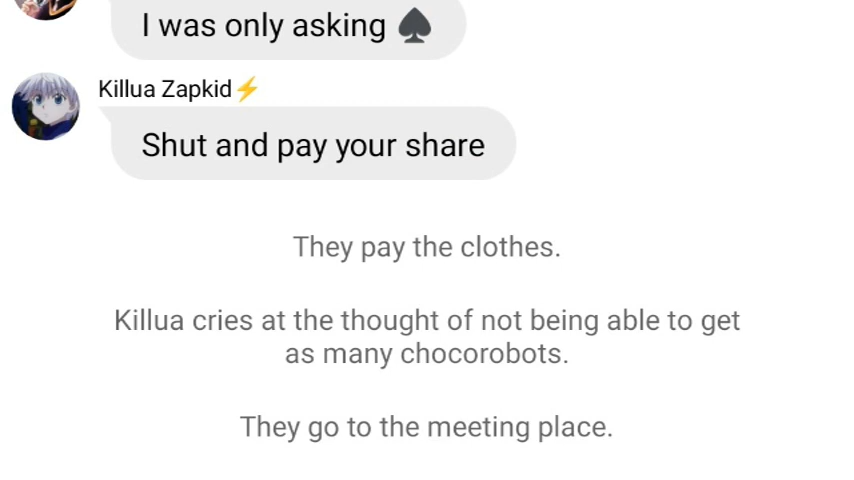 I was only asking ♠
Killua Zapkid⚡
Shut and pay your share
They pay the clothes.
Killua cries at the thought of not being able to get
as many chocorobots.
They go to the meeting place.